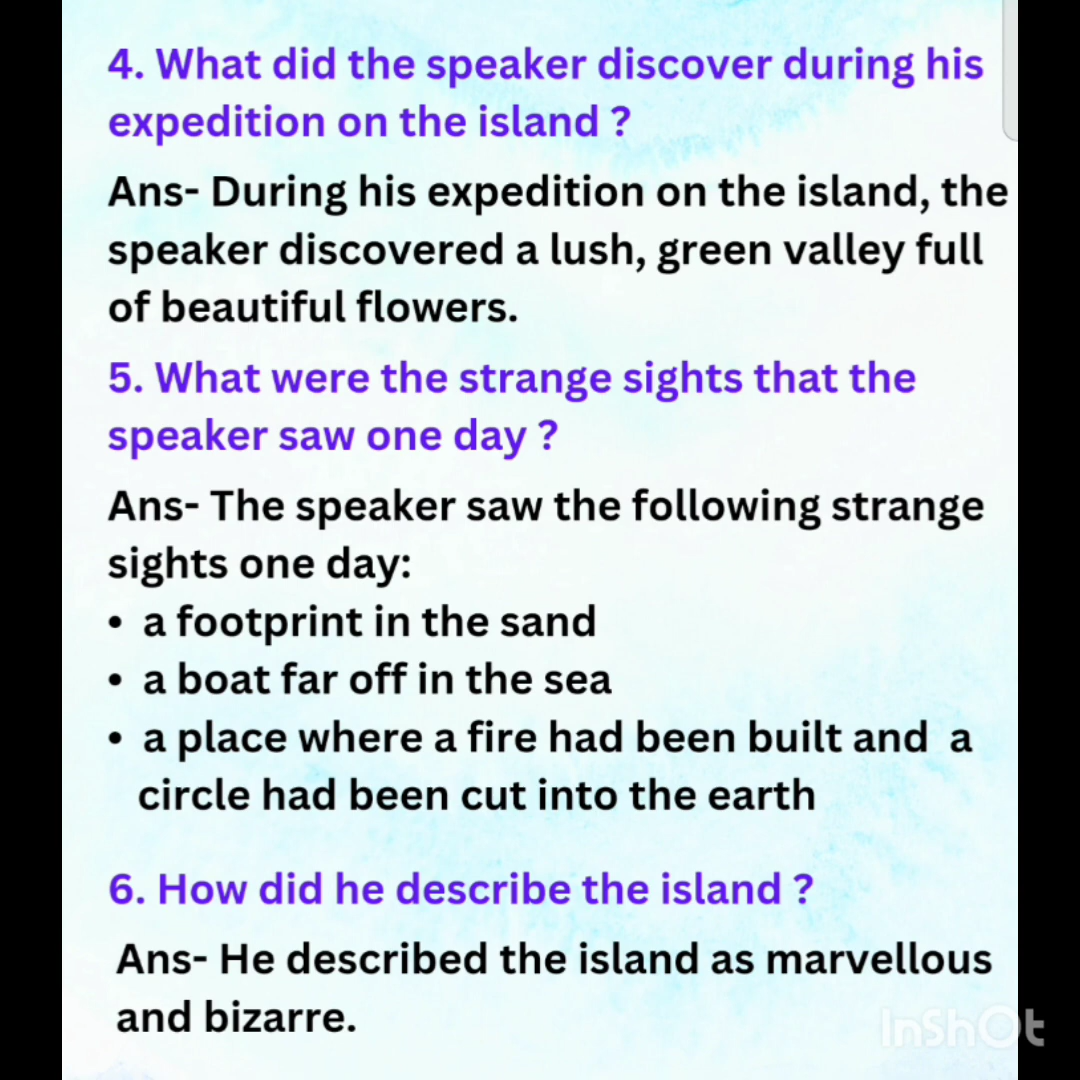 4. What did the speaker discover during his
expedition on the island ?
Ans- During his expedition on the island, the
speaker discovered a lush, green valley full
of beautiful flowers.
5. What were the strange sights that the
speaker saw one day ?
Ans- The speaker saw the following strange
sights one day:
• a footprint in the sand
• a boat far off in the sea
• a place where a fire had been built and a
circle had been cut into the earth
6. How did he describe the island ?
Ans- He described the island as marvellous
and bizarre.
InShOt